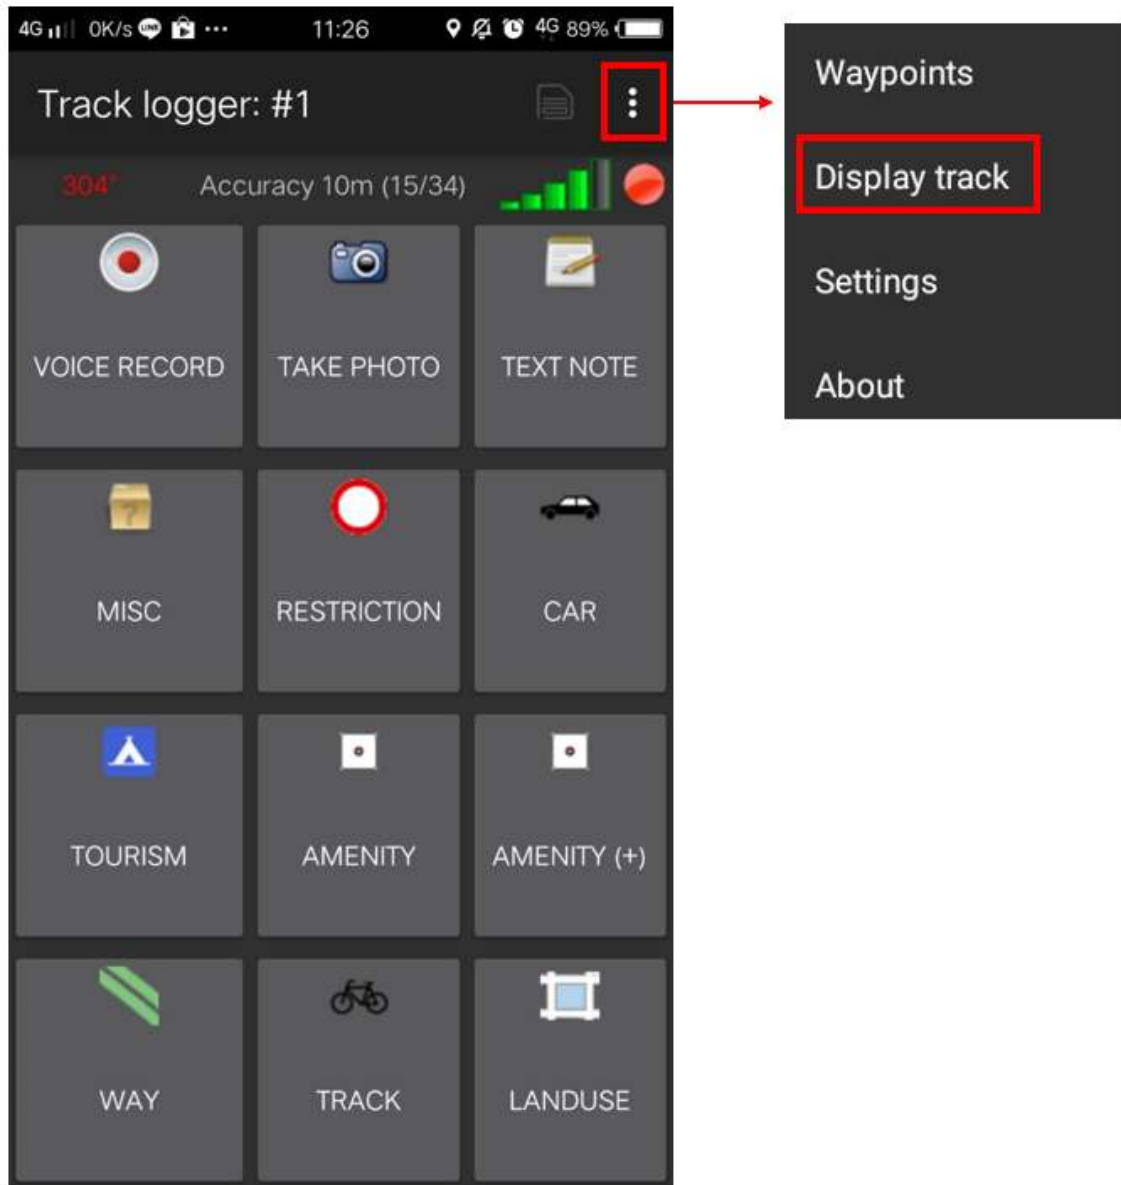 4G 0K/s LINE ··· 11:26 4G 89%
Track logger: #1
304° Accuracy 10m (15/34)
VOICE RECORD TAKE PHOTO TEXT NOTE
?
MISC RESTRICTION CAR
TOURISM AMENITY AMENITY (+)
WAY TRACK LANDUSE
Waypoints
Display track
Settings
About